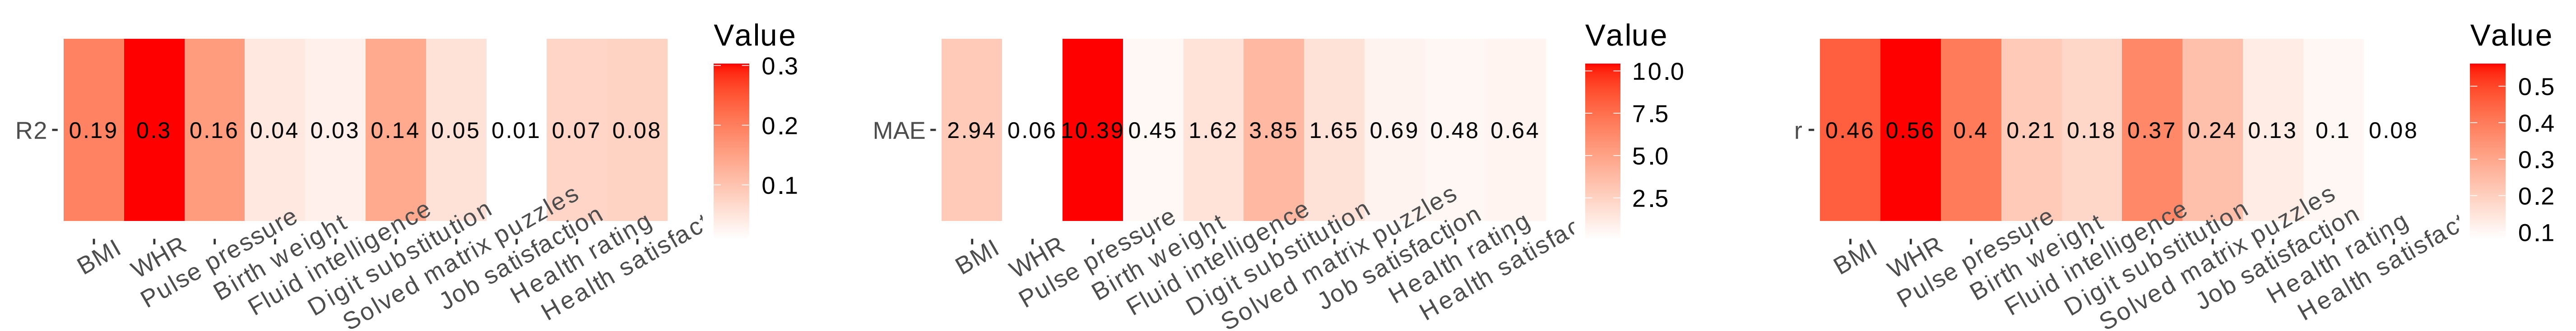 Value
0.3
0.2
0.1
R2
0.19 0.3 0.16 0.04 0.03 0.14 0.05 0.01 0.07 0.08
BMI
WHR
Pulse pressure
Birth weight
Fluid intelligence
Digit substitution
Solved matrix puzzles
Job satisfaction
Health rating
Health satisfac
Value
10.0
7.5
5.0
2.5
MAE
2.94 0.06 10.39 0.45 1.62 3.85 1.65 0.69 0.48 0.64
BMI
WHR
Pulse pressure
Birth weight
Fluid intelligence
Digit substitution
Solved matrix puzzles
Job satisfaction
Health rating
Health satisfac
Value
0.5
0.4
0.3
0.2
0.1
r
0.46 0.56 0.4 0.21 0.18 0.37 0.24 0.13 0.1 0.08
BMI
WHR
Pulse pressure
Birth weight
Fluid intelligence
Digit substitution
Solved matrix puzzles
Job satisfaction
Health rating
Health satisfac